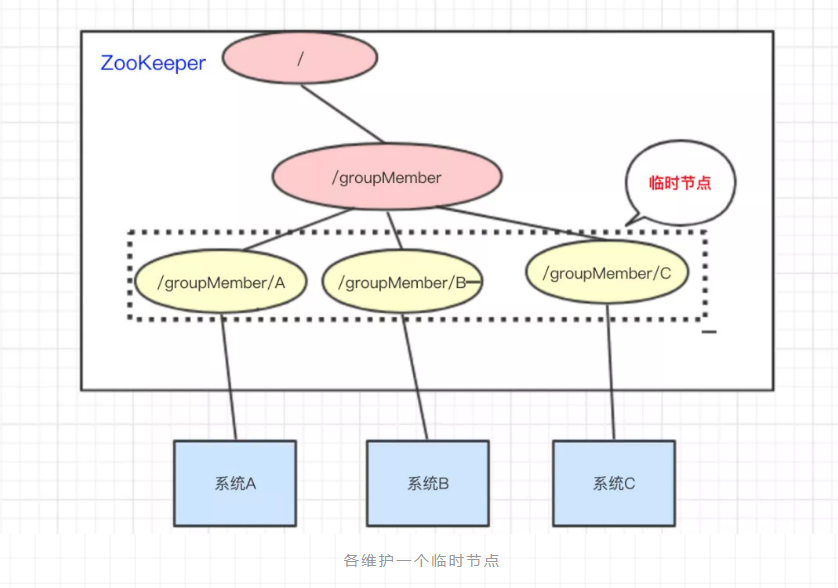 ZooKeeper
/
/groupMember
临时节点
/groupMember/A
/groupMember/B
/groupMember/C
系统A
系统B
系统C
各维护一个临时节点